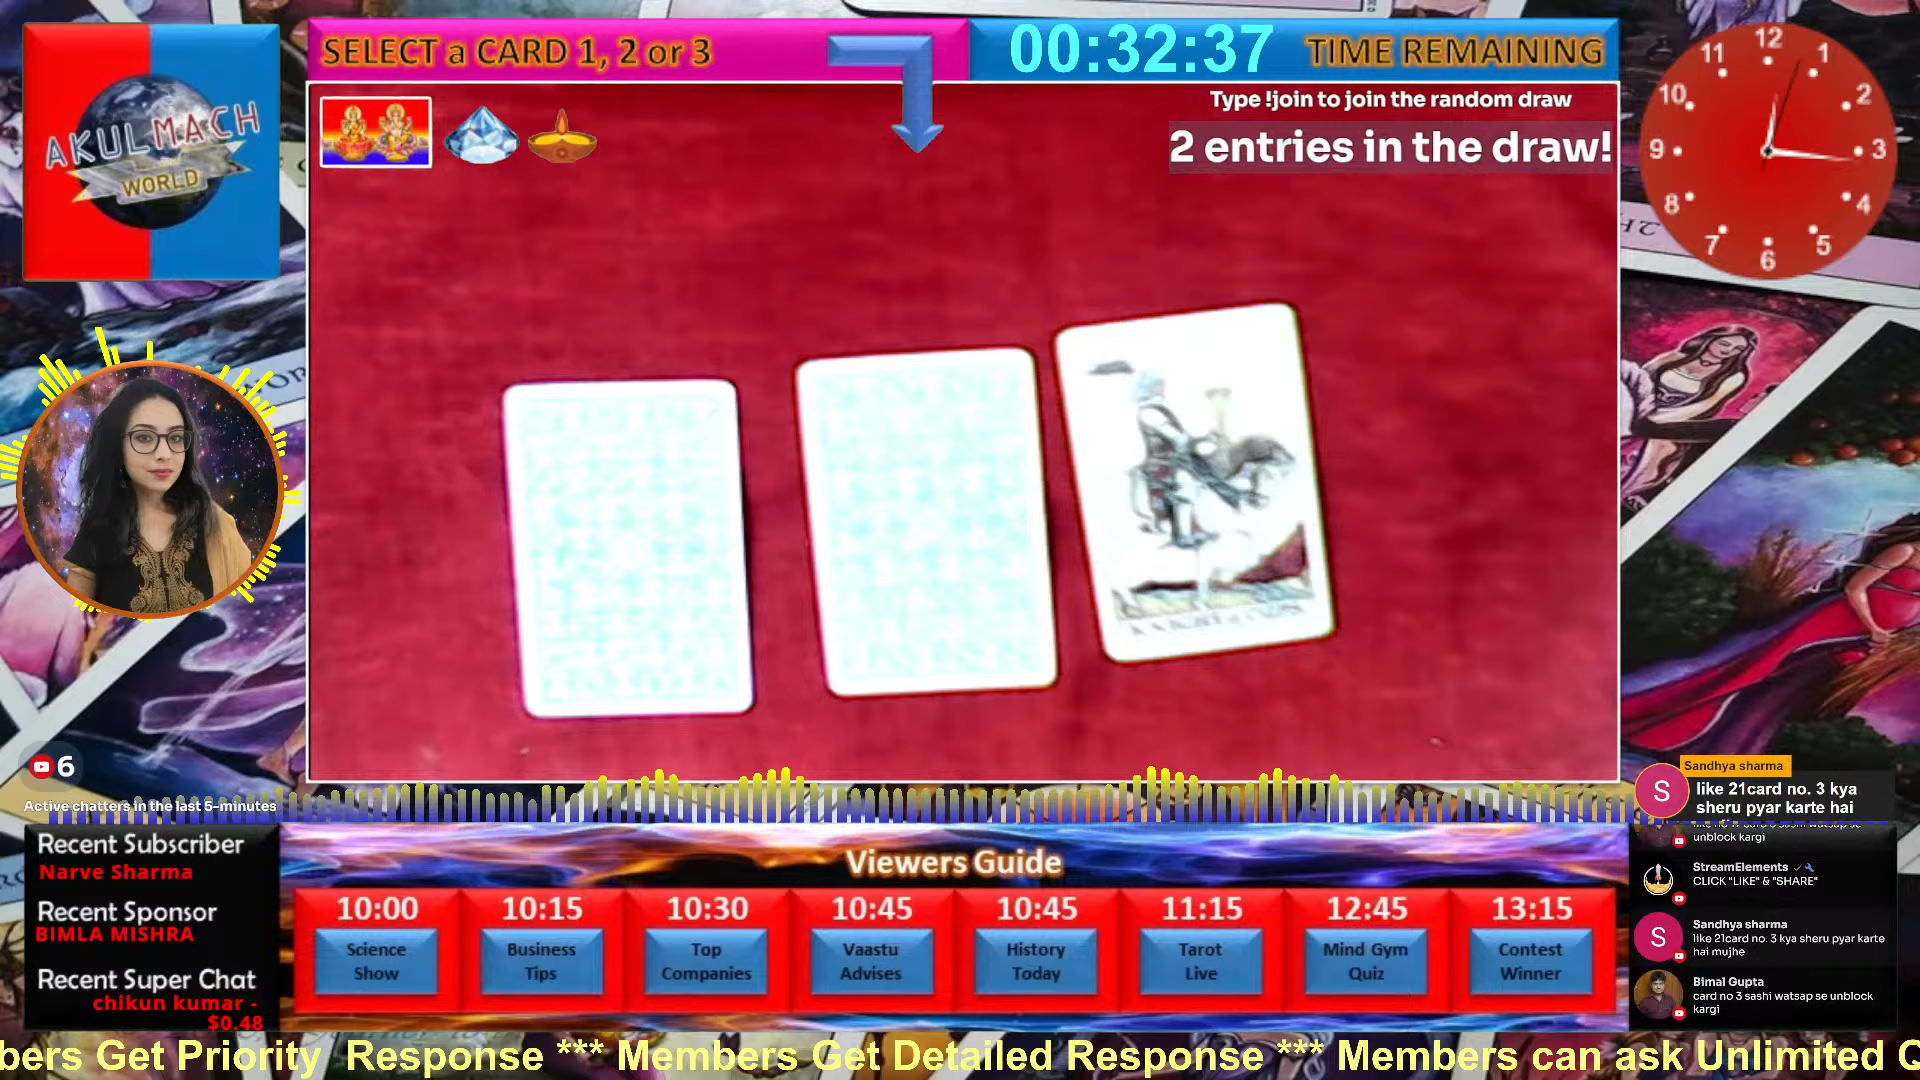 SELECT a CARD 1, 2 or 3
00:32:37 TIME REMAINING
Type !join to join the random draw
2 entries in the draw!
AKULMACH
WORLD
12
11 1
10 2
9 3
8 4
7 5
6
6
Active chatters in the last 5-minutes
Recent Subscriber
Narve Sharma
Recent Sponsor
BIMLA MISHRA
Recent Super Chat
chikun kumar -
$0.48
Viewers Guide
10:00 10:15 10:30 10:45 10:45 11:15 12:45 13:15
Science Show
Business Tips
Top Companies
Vaastu Advises
History Today
Tarot Live
Mind Gym Quiz
Contest Winner
Sandhya sharma
S
like 21card no. 3 kya
sheru pyar karte hai
unblock kargi
StreamElements
CLICK "LIKE" & "SHARE"
Sandhya sharma
S
like 21card no. 3 kya sheru pyar karte
hai mujhe
Bimal Gupta
card no 3 sashi watsap se unblock
kargi
bers Get Priority Response *** Members Get Detailed Response *** Members can ask Unlimited Q